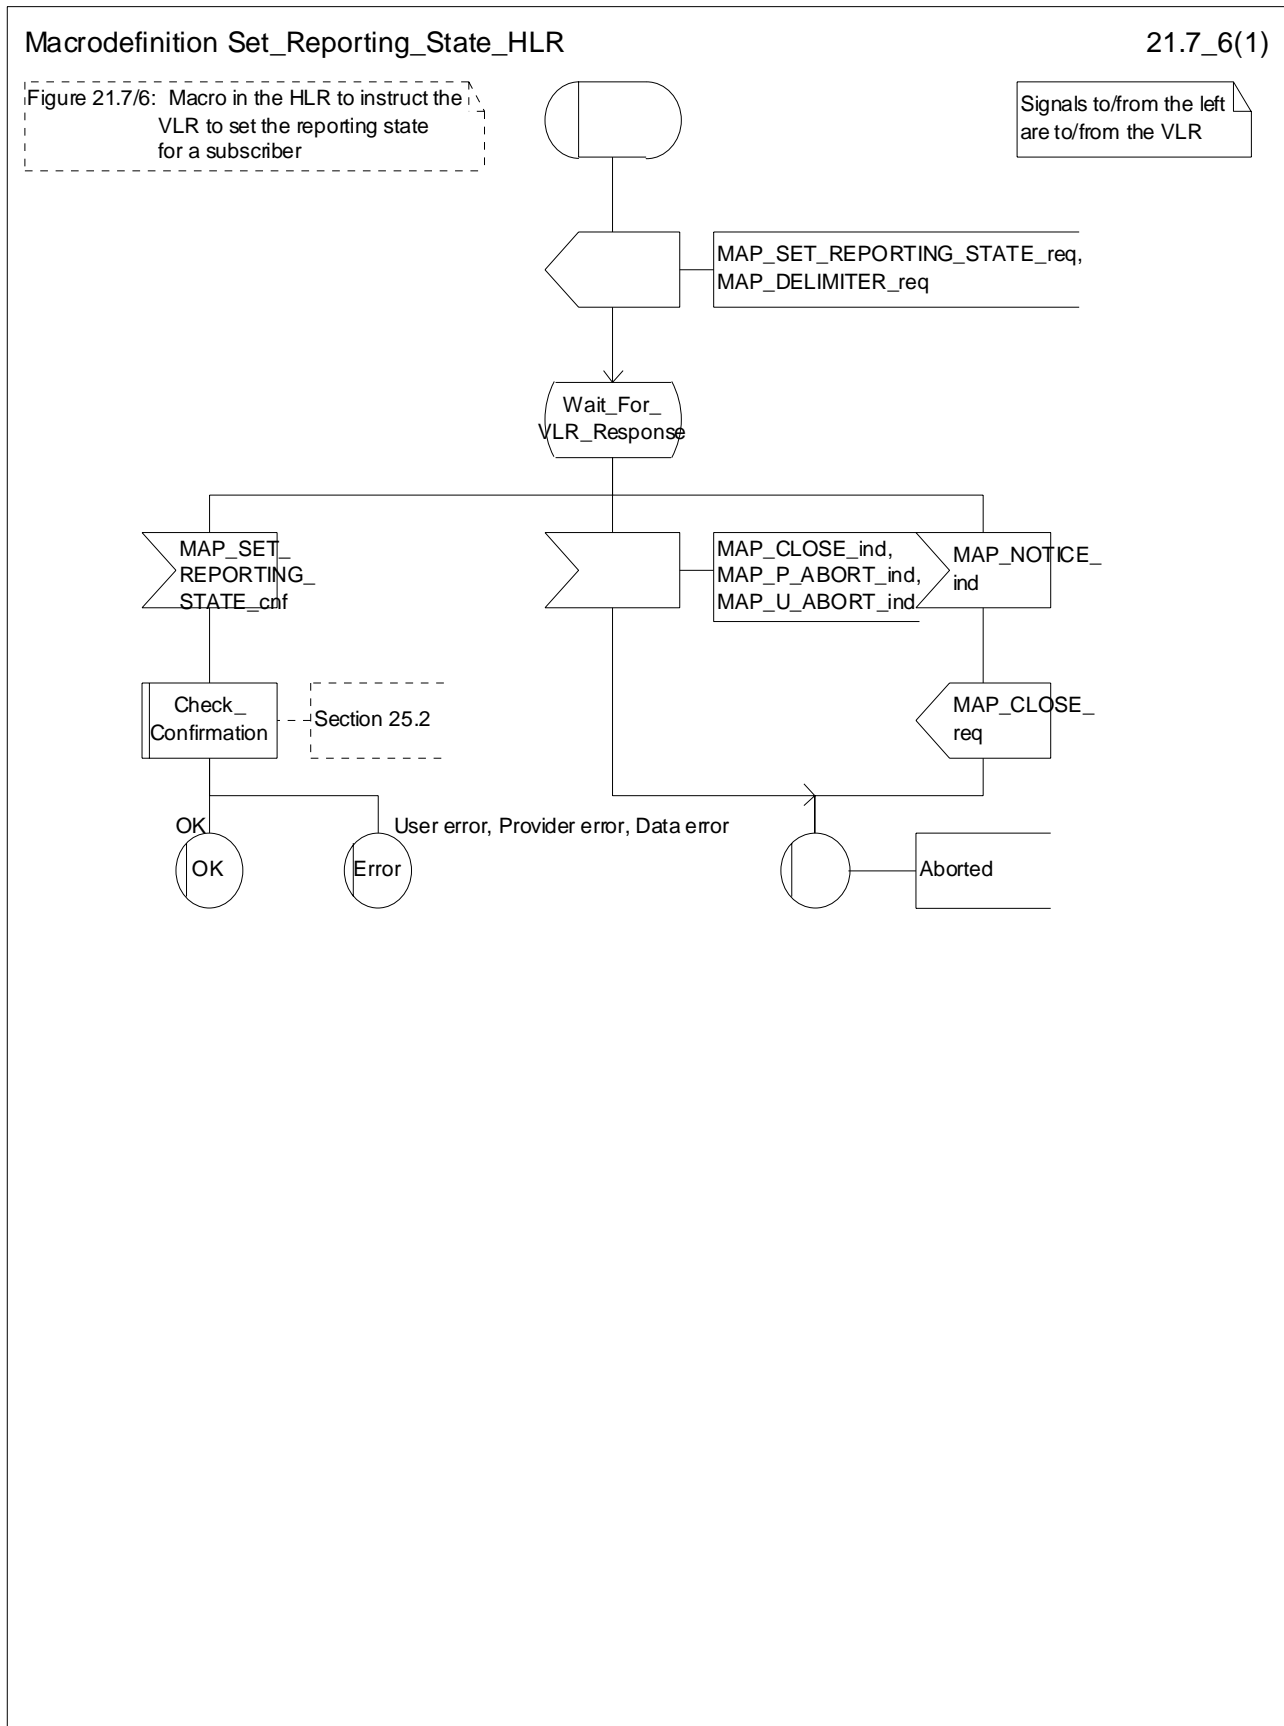 Macrodefinition Set_Reporting_State_HLR
21.7_6(1)
Figure 21.7/6: Macro in the HLR to instruct the
VLR to set the reporting state
for a subscriber
Signals to/from the left
are to/from the VLR
MAP_SET_REPORTING_STATE_req,
MAP_DELIMITER_req
Wait_For_
VLR_Response
MAP_SET_
REPORTING_
STATE_cnf
MAP_CLOSE_ind,
MAP_P_ABORT_ind,
MAP_U_ABORT_ind
MAP_NOTICE_
ind
Check_
Confirmation
Section 25.2
MAP_CLOSE_
req
OK
User error, Provider error, Data error
OK
Error
Aborted